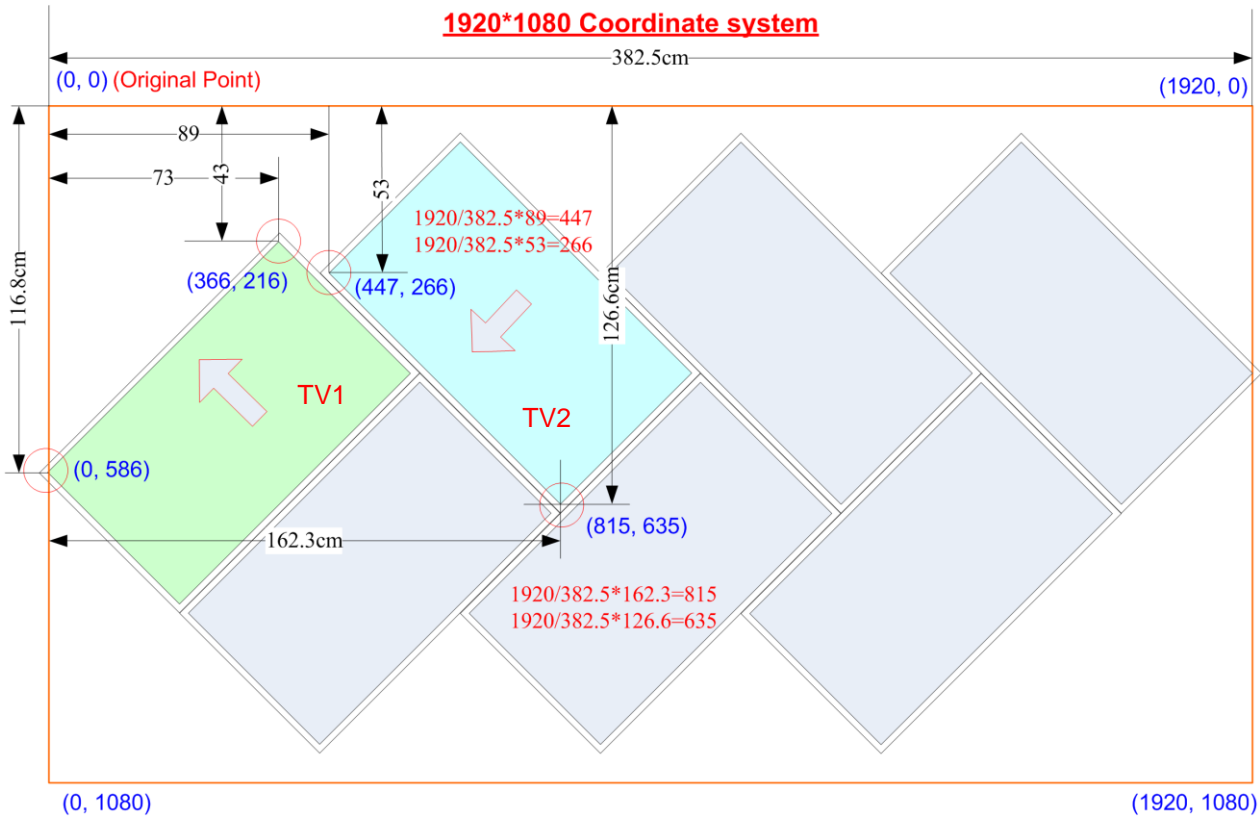 1920*1080 Coordinate system
382.5cm
(0, 0) (Original Point)
(1920, 0)
89
73
43
53
1920/382.5*89=447
1920/382.5*53=266
(366, 216)
(447, 266)
116.8cm
126.6cm
TV1
TV2
(0, 586)
(815, 635)
162.3cm
1920/382.5*162.3=815
1920/382.5*126.6=635
(0, 1080)
(1920, 1080)